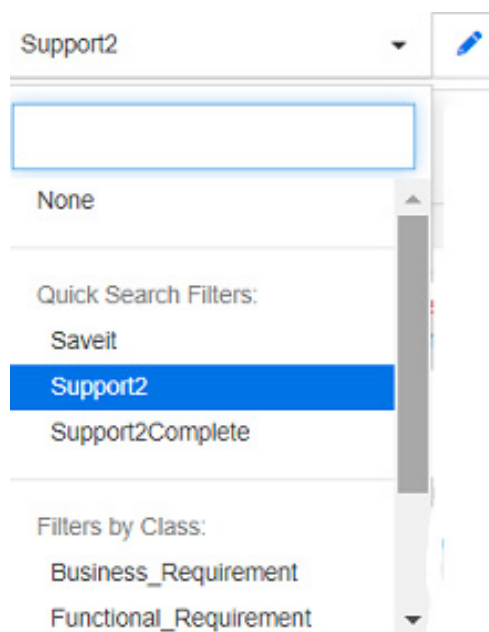 Support2
None
Quick Search Filters:
Saveit
Support2
Support2Complete
Filters by Class:
Business_Requirement
Functional_Requirement